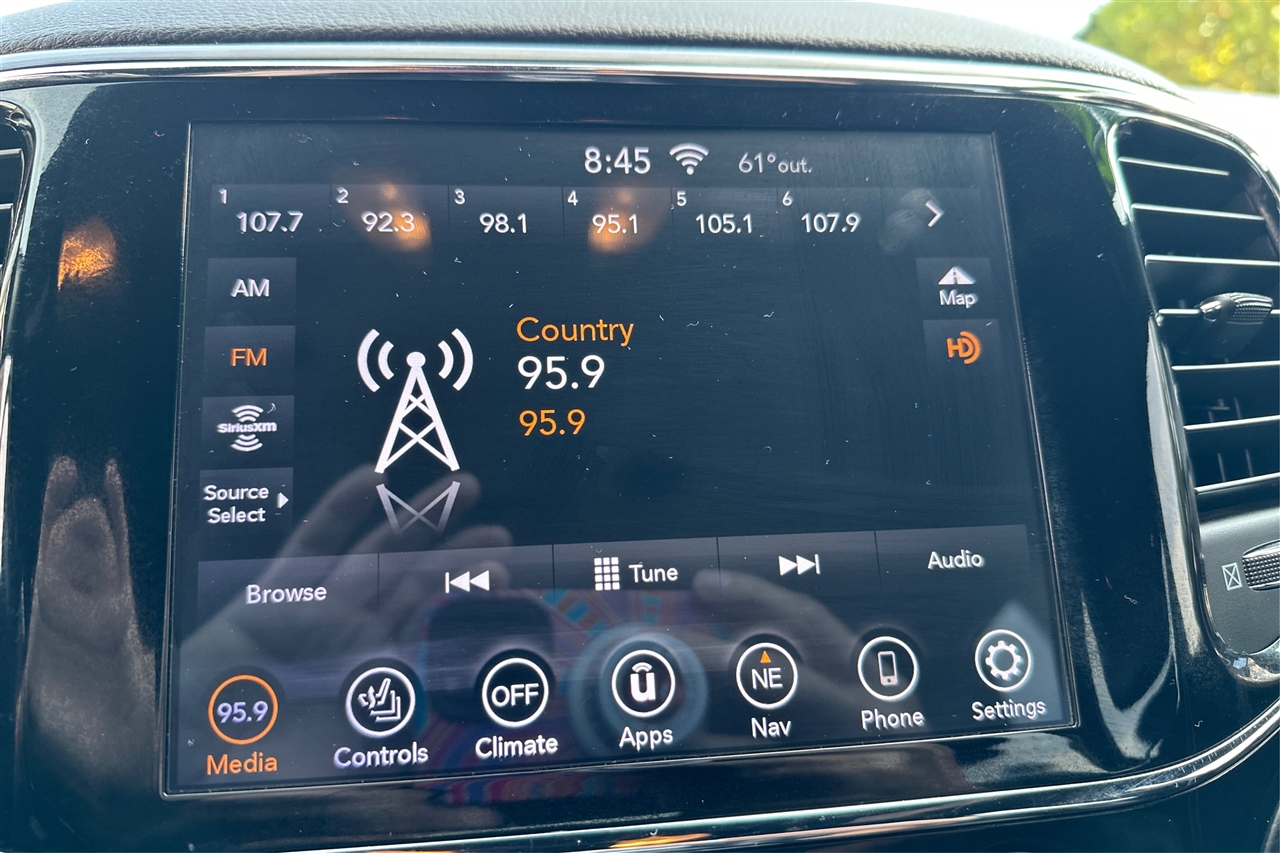 8:45 61°out.
1 107.7 2 92.3 3 98.1 4 95.1 5 105.1 6 107.9
AM
FM
SiriusXM
Source
Select
Country
95.9
95.9
Map
HD
Browse Tune Audio
95.9 OFF NE
Media Controls Climate Apps Nav Phone Settings